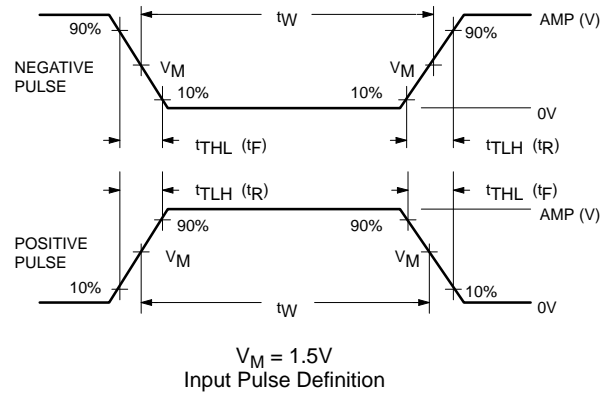 tW
90%
90%
AMP (V)
NEGATIVE
PULSE
VM
VM
10%
10%
0V
tTHL (tF)
tTLH (tR)
tTLH (tR)
tTHL (tF)
AMP (V)
90%
90%
POSITIVE
PULSE
VM
VM
10%
10%
tW
0V
VM = 1.5V
Input Pulse Definition